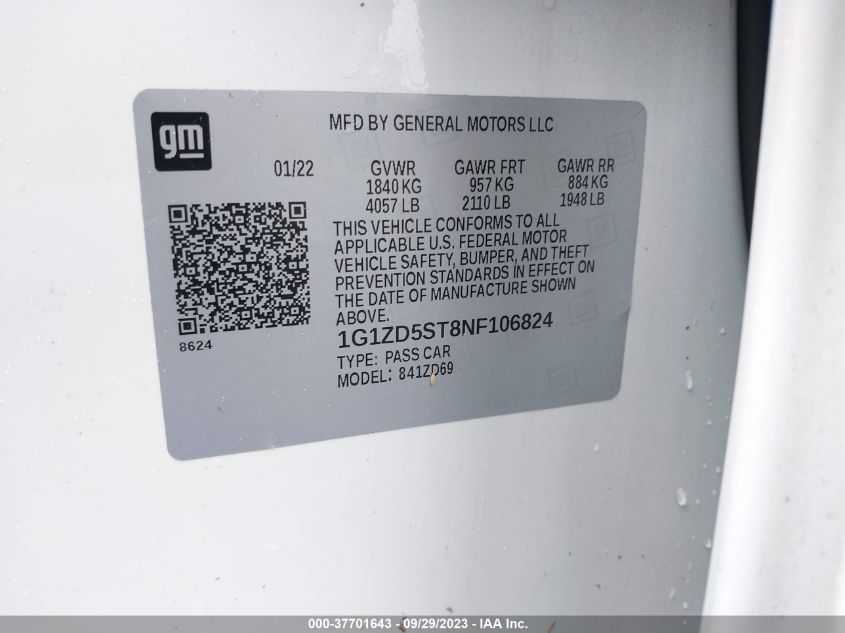 gm
MFD BY GENERAL MOTORS LLC
01/22 GVWR GAWR FRT GAWR RR
1840 KG 957 KG 884 KG
4057 LB 2110 LB 1948 LB
THIS VEHICLE CONFORMS TO ALL
APPLICABLE U.S. FEDERAL MOTOR
VEHICLE SAFETY, BUMPER, AND THEFT
PREVENTION STANDARDS IN EFFECT ON
THE DATE OF MANUFACTURE SHOWN
ABOVE.
8624
1G1ZD5ST8NF106824
TYPE: PASS CAR
MODEL: 841ZD69
000-37701643 - 09/29/2023 - IAA Inc.